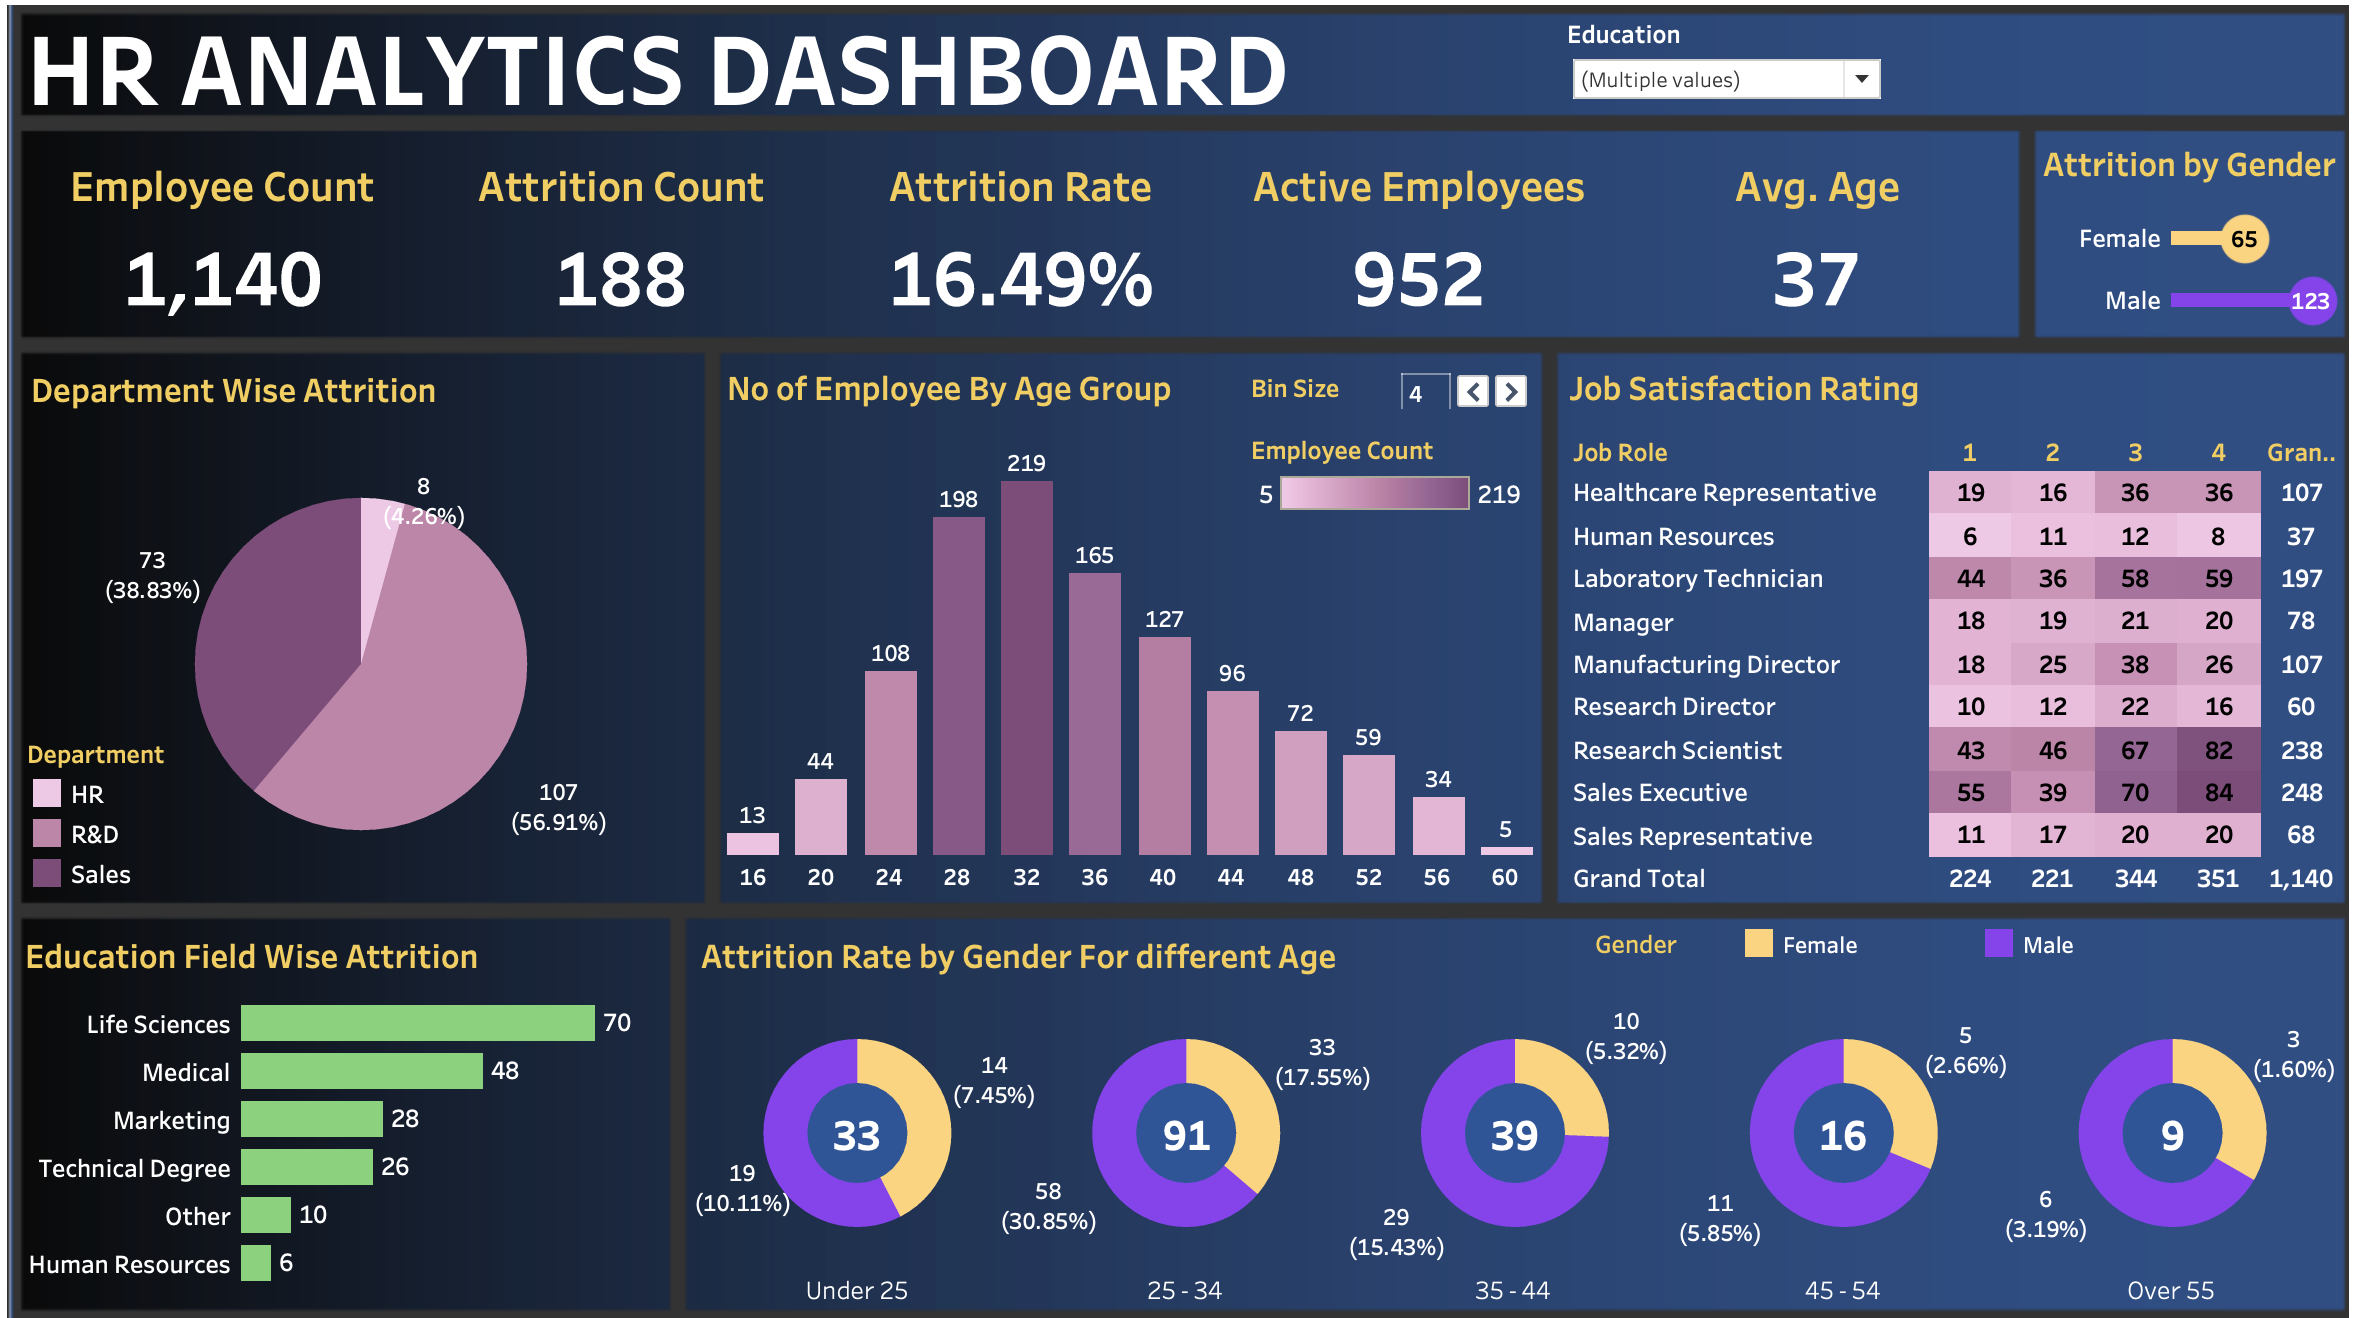 HR ANALYTICS DASHBOARD
Education
(Multiple values)
Employee Count
1,140
Attrition Count
188
Attrition Rate
16.49%
Active Employees
952
Avg. Age
37
Attrition by Gender
Female 65
Male 123
Department Wise Attrition
8
(4.26%)
73
(38.83%)
107
(56.91%)
Department
HR
R&D
Sales
No of Employee By Age Group
Bin Size 4
Employee Count
5 219
13 44 108 198 219 165 127 96 72 59 34 5
16 20 24 28 32 36 40 44 48 52 56 60
Job Satisfaction Rating
Job Role 1 2 3 4 Gran..
Healthcare Representative 19 16 36 36 107
Human Resources 6 11 12 8 37
Laboratory Technician 44 36 58 59 197
Manager 18 19 21 20 78
Manufacturing Director 18 25 38 26 107
Research Director 10 12 22 16 60
Research Scientist 43 46 67 82 238
Sales Executive 55 39 70 84 248
Sales Representative 11 17 20 20 68
Grand Total 224 221 344 351 1,140
Education Field Wise Attrition
Life Sciences 70
Medical 48
Marketing 28
Technical Degree 26
Other 10
Human Resources 6
Attrition Rate by Gender For different Age
Gender Female Male
14
(7.45%)
33
19
(10.11%)
Under 25
33
(17.55%)
91
58
(30.85%)
25 - 34
10
(5.32%)
39
29
(15.43%)
35 - 44
5
(2.66%)
16
11
(5.85%)
45 - 54
3
(1.60%)
9
6
(3.19%)
Over 55